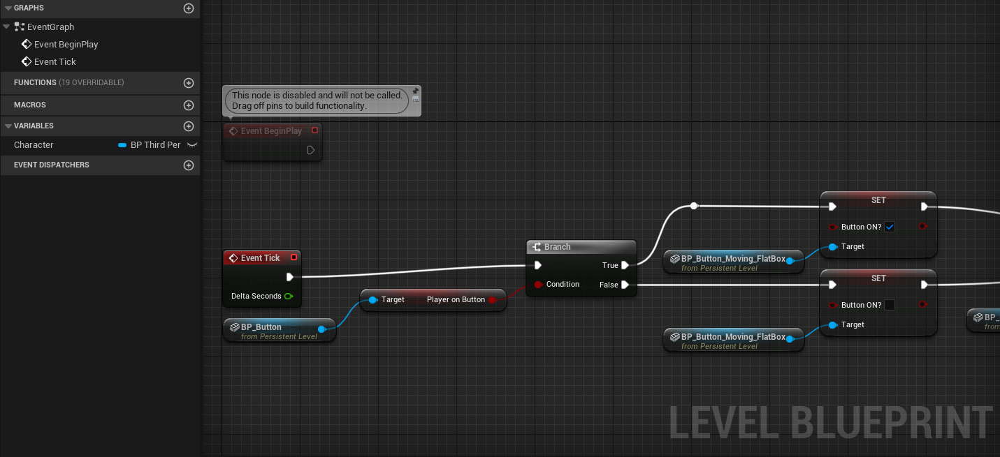 GRAPHS
EventGraph
Event BeginPlay
Event Tick
FUNCTIONS (19 OVERRIDABLE)
MACROS
VARIABLES
Character BP Third Per
EVENT DISPATCHERS
This node is disabled and will not be called.
Drag off pins to build functionality.
Event BeginPlay
Event Tick
Delta Seconds
BP_Button
from Persistent Level
Target Player on Button
Branch
True
Condition False
BP_Button_Moving_FlatBox
from Persistent Level
SET
Button ON?
Target
BP_Button_Moving_FlatBox
from Persistent Level
SET
Button ON?
Target
BP_
from
LEVEL BLUEPRINT